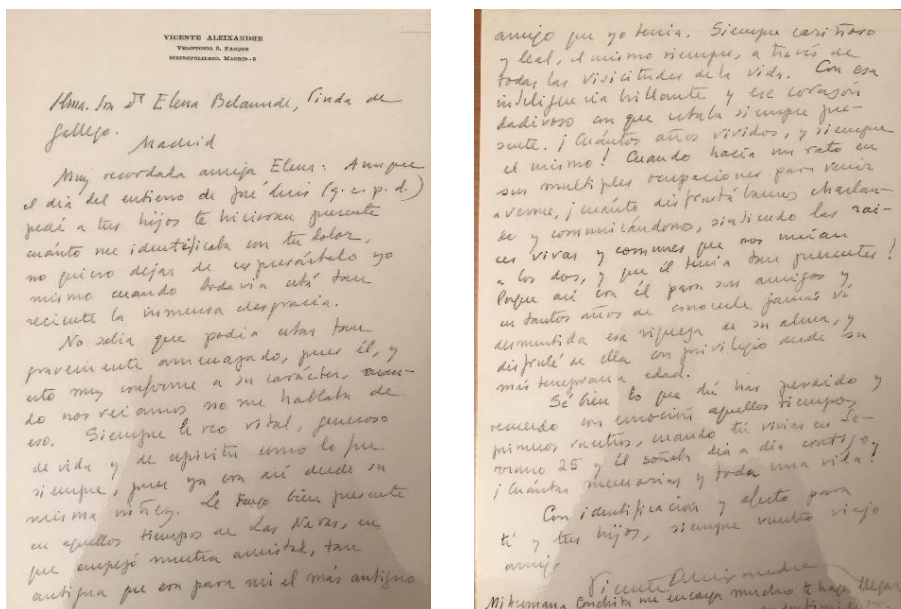 VICENTE ALEIXANDRE
VELINTONIA 3, PARQUE
METROPOLITANO. MADRID-3
Ilma. Sra. Dª Elena Belaunde, Viuda de
Gallego.
Madrid
Muy recordada amiga Elena: Aunque
el día del entierro de José Luis (q.e.p.d.)
pedí a tus hijos te hicieran presente
cuánto me identificaba con tu dolor,
no quiero dejar de expresártelo yo
mismo cuando todavía está tan
reciente la inmensa desgracia.
No sabía que podía estar tan
gravemente amenazado, pues él, y
esto muy conforme a su carácter, cuan-
do nos veíamos no me hablaba de
eso. Siempre le veo vital, generoso
de vida y de espíritu como lo fue
siempre, pues ya era así desde su
misma niñez. Le tengo bien presente
en aquellos tiempos de Las Navas, en
que empezó nuestra amistad, tan
antigua que era para mí el más antiguo
amigo que yo tenía. Siempre cariñoso
y leal, el mismo siempre, a través de
todas las vicisitudes de la vida. Con esa
inteligencia brillante y ese corazón
dadivoso con que estaba siempre pre-
sente. ¡Cuántos años vividos, y siempre
el mismo! Cuando hacía un rato en
sus multiples ocupaciones para venir
a verme, ¡cuánto disfrutábamos charlan-
do y comunicándonos, sintiendo las raí-
ces vivas y comunes que nos unían
a los dos, y que él tenía tan presentes!
Porque así era él para sus amigos y
en tantos años de conocerle jamás vi
desmentida esa riqueza de su alma, y
disfruté de ella con privilegio desde su
más temprana edad.
Sé bien lo que tú has perdido y
recuerdo con emoción aquellos tiempos
primeros vuestros, cuando tú vivías en Se-
rrano 25 y él soñaba día a día contigo.
¡Cuántas memorias y toda una vida!
Con identificación y afecto para
ti y tus hijos, siempre vuestro viejo
amigo
Vicente Aleixandre
Mi hermana Conchita me encarga mucho te haga llegar